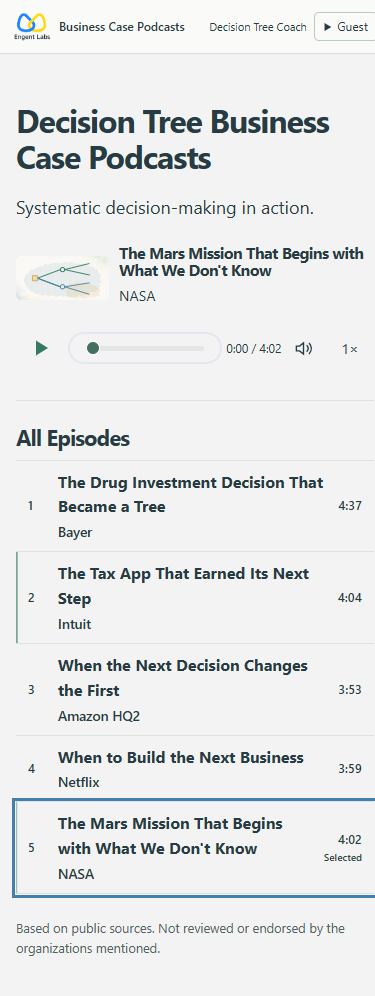 Engent Labs
Business Case Podcasts
Decision Tree Coach
Guest
Decision Tree Business
Case Podcasts
Systematic decision-making in action.
The Mars Mission That Begins with
What We Don't Know
NASA
0:00 / 4:02
1×
All Episodes
1
The Drug Investment Decision That
Became a Tree
4:37
Bayer
The Tax App That Earned Its Next
2
Step
4:04
Intuit
When the Next Decision Changes
3
the First
3:53
Amazon HQ2
4
When to Build the Next Business
3:59
Netflix
The Mars Mission That Begins
5
with What We Don't Know
4:02
Selected
NASA
Based on public sources. Not reviewed or endorsed by the
organizations mentioned.